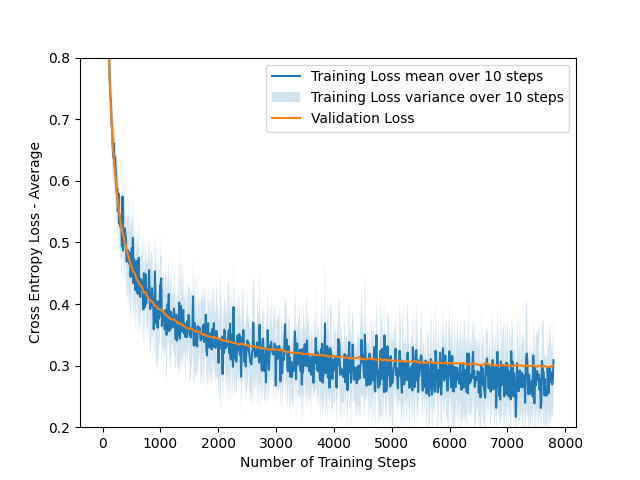 Training Loss mean over 10 steps
Training Loss variance over 10 steps
Validation Loss
Cross Entropy Loss - Average
0.8
0.7
0.6
0.5
0.4
0.3
0.2
0 1000 2000 3000 4000 5000 6000 7000 8000
Number of Training Steps